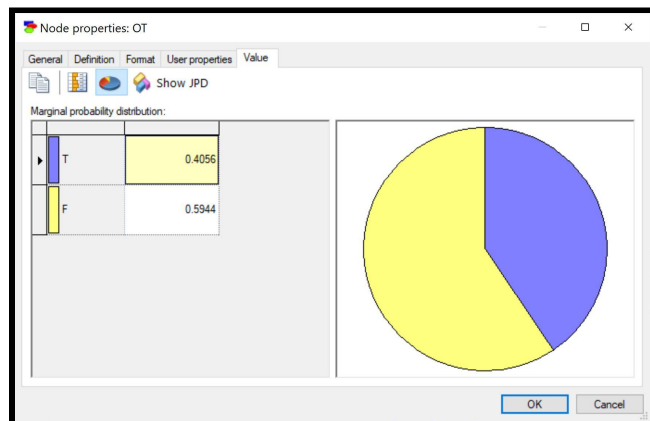 Node properties: OT
General Definition Format User properties Value
Show JPD
Marginal probability distribution:
T 0.4056
F 0.5944
OK Cancel